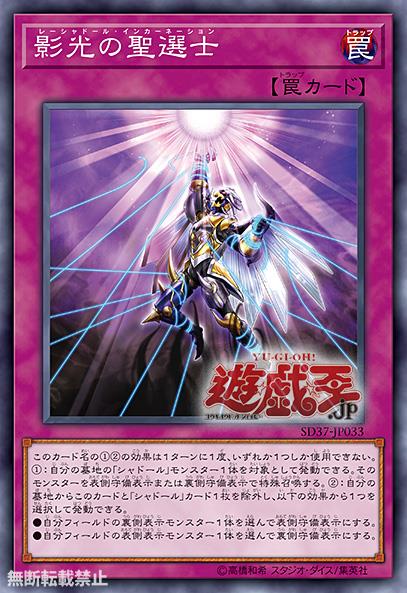 レーシャドール・インカーネーション
影光の聖選士
トラップ
罠
【罠カード】
YU-GI-OH!
遊戯王
.jp
SD37-JP033
このカード名の①②の効果は1ターンに1度、いずれか1つしか使用できない。
①:自分の墓地の「シャドール」モンスター1体を対象として発動できる。その
モンスターを表側守備表示または裏側守備表示で特殊召喚する。②:自分の
墓地からこのカードと「シャドール」カード1枚を除外し、以下の効果から1つを
選択して発動できる。
●自分フィールドの裏側表示モンスター1体を選んで表側守備表示にする。
●自分フィールドの表側表示モンスター1体を選んで裏側守備表示にする。
無断転載禁止
©高橋和希 スタジオ・ダイス/集英社